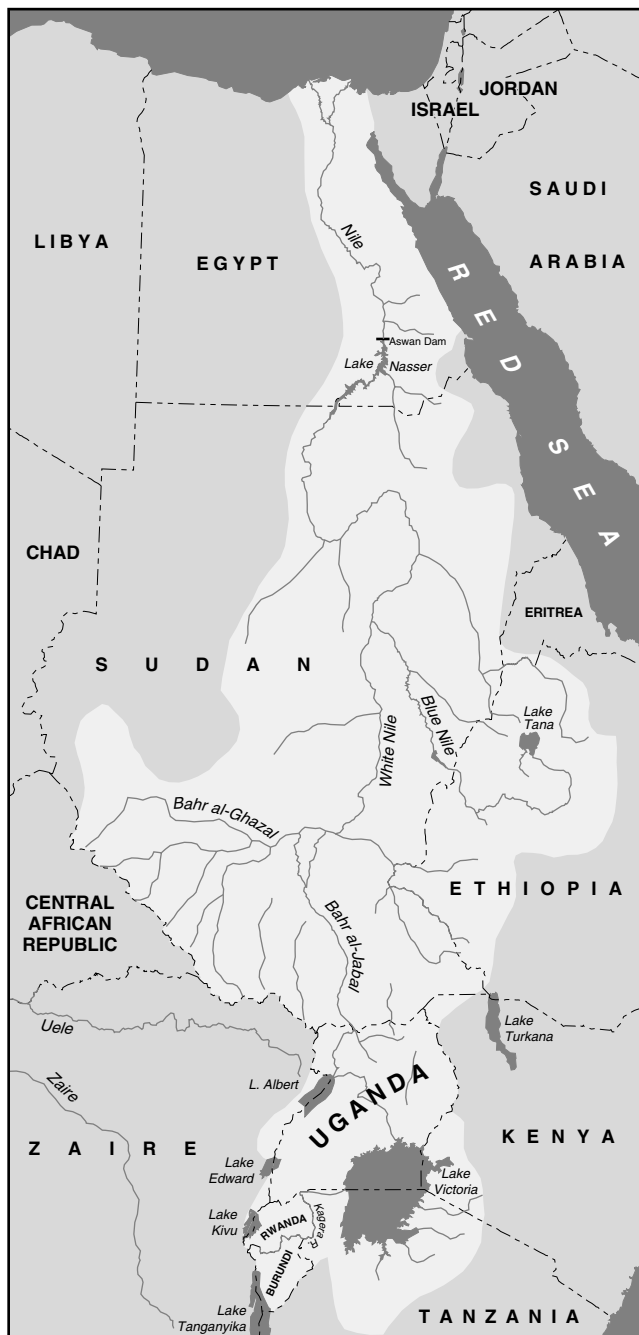 JORDAN
ISRAEL
SAUDI
ARABIA
LIBYA
EGYPT
Nile
RED SEA
Aswan Dam
Lake Nasser
CHAD
ERITREA
SUDAN
Lake
Tana
Blue Nile
White Nile
Bahr al-Ghazal
ETHIOPIA
CENTRAL
AFRICAN
REPUBLIC
Bahr al-Jabal
Uele
Lake
Turkana
L. Albert
UGANDA
Zaire
ZAIRE
KENYA
Lake
Edward
Lake
Victoria
Lake
Kivu
RWANDA
Kagera R.
BURUNDI
Lake
Tanganyika
TANZANIA